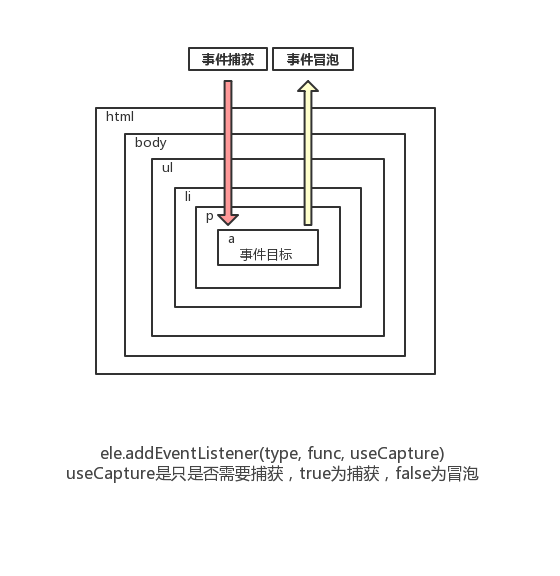 事件捕获 事件冒泡
html
body
ul
li
p
a
事件目标
ele.addEventListener(type, func, useCapture)
useCapture是只是否需要捕获，true为捕获，false为冒泡